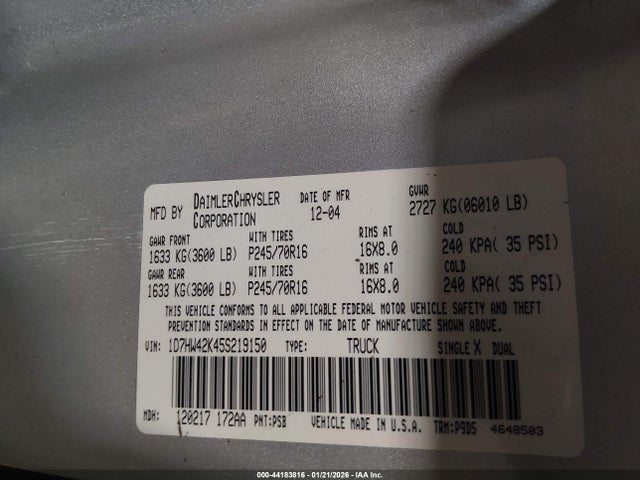 MFD BY DAIMLERCHRYSLER CORPORATION DATE OF MFR 12-04 GVWR 2727 KG(06010 LB)
GAWR FRONT WITH TIRES RIMS AT COLD
1633 KG(3600 LB) P245/70R16 16X8.0 240 KPA( 35 PSI)
GAWR REAR WITH TIRES RIMS AT COLD
1633 KG(3600 LB) P245/70R16 16X8.0 240 KPA( 35 PSI)
THIS VEHICLE CONFORMS TO ALL APPLICABLE FEDERAL MOTOR VEHICLE SAFETY AND THEFT
PREVENTION STANDARDS IN EFFECT ON THE DATE OF MANUFACTURE SHOWN ABOVE.
VIN: 1D7HW42K45S219150 TYPE: TRUCK SINGLE X DUAL
MDH: 120217 172AA PNT:PSB VEHICLE MADE IN U.S.A. TRM:P9D5 4648503
000-44183816 - 01/21/2026 - IAA Inc.